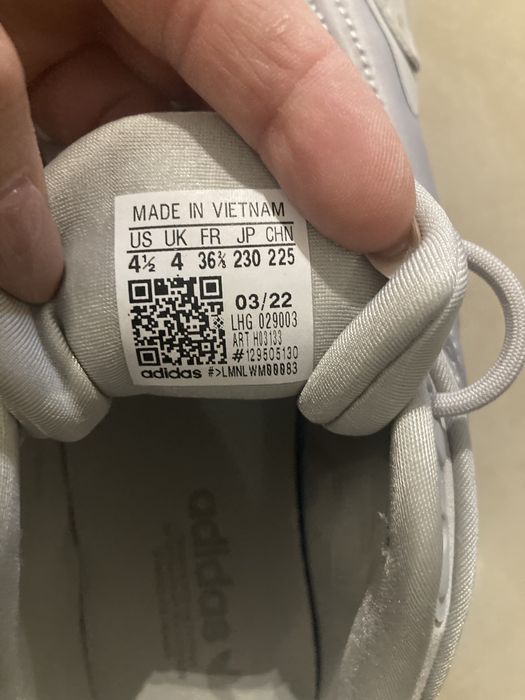 MADE IN VIETNAM
US UK FR JP CHN
4½ 4 36⅔ 230 225
03/22
LHG 029003
ART H03133
#129505130
adidas #>LMNLWM00083
adidas